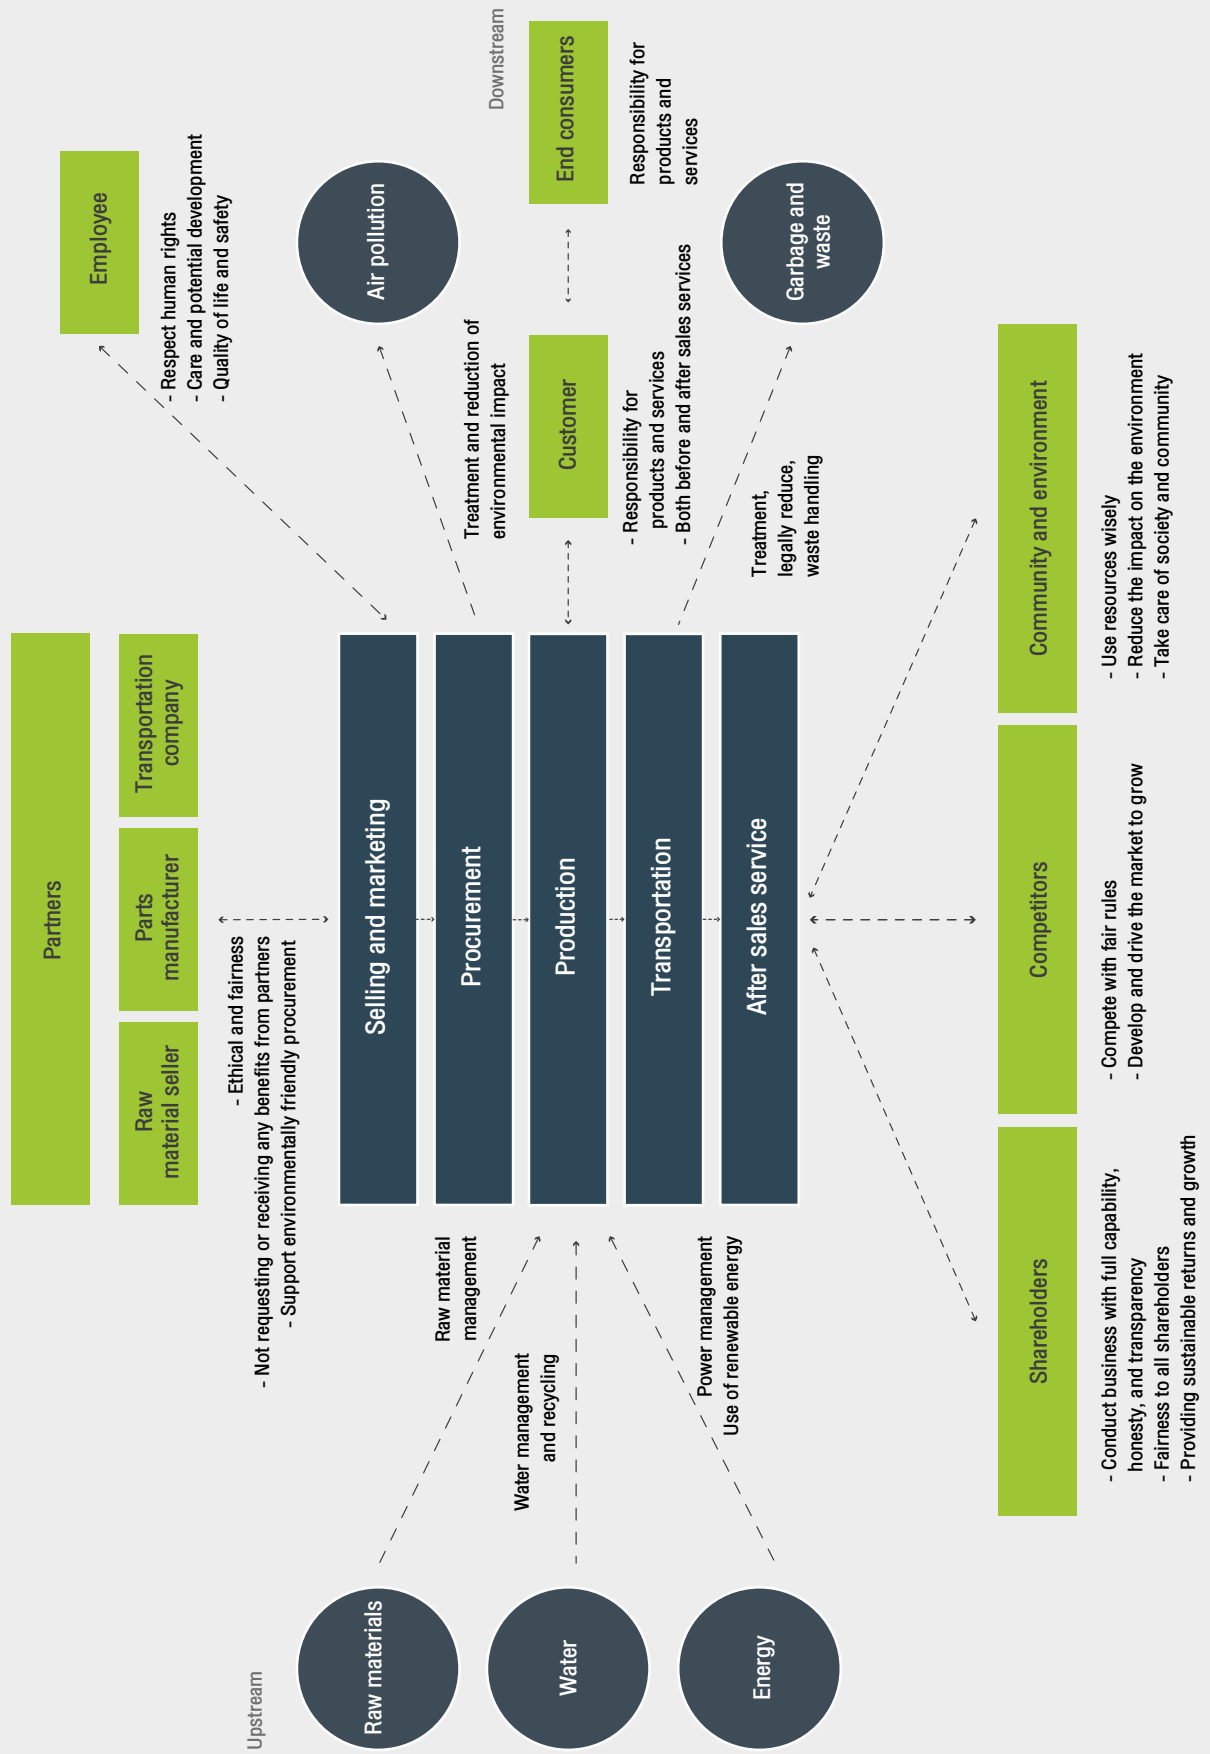 Partners
Raw
material seller
Parts
manufacturer
Transportation
company
Employee
- Respect human rights
- Care and potential development
- Quality of life and safety
- Ethical and fairness
- Not requesting or receiving any benefits from partners
- Support environmentally friendly procurement
Upstream
Raw materials
Water
Energy
Raw material
management
Water management
and recycling
Power management
Use of renewable energy
Selling and marketing
Procurement
Production
Transportation
After sales service
Air pollution
Treatment and reduction of
environmental impact
Downstream
Customer
- Responsibility for
products and services
- Both before and after sales services
End consumers
Responsibility for
products and
services
Garbage and
waste
Treatment,
legally reduce,
waste handling
Shareholders
- Conduct business with full capability,
honesty, and transparency
- Fairness to all shareholders
- Providing sustainable returns and growth
Competitors
- Compete with fair rules
- Develop and drive the market to grow
Community and environment
- Use resources wisely
- Reduce the impact on the environment
- Take care of society and community